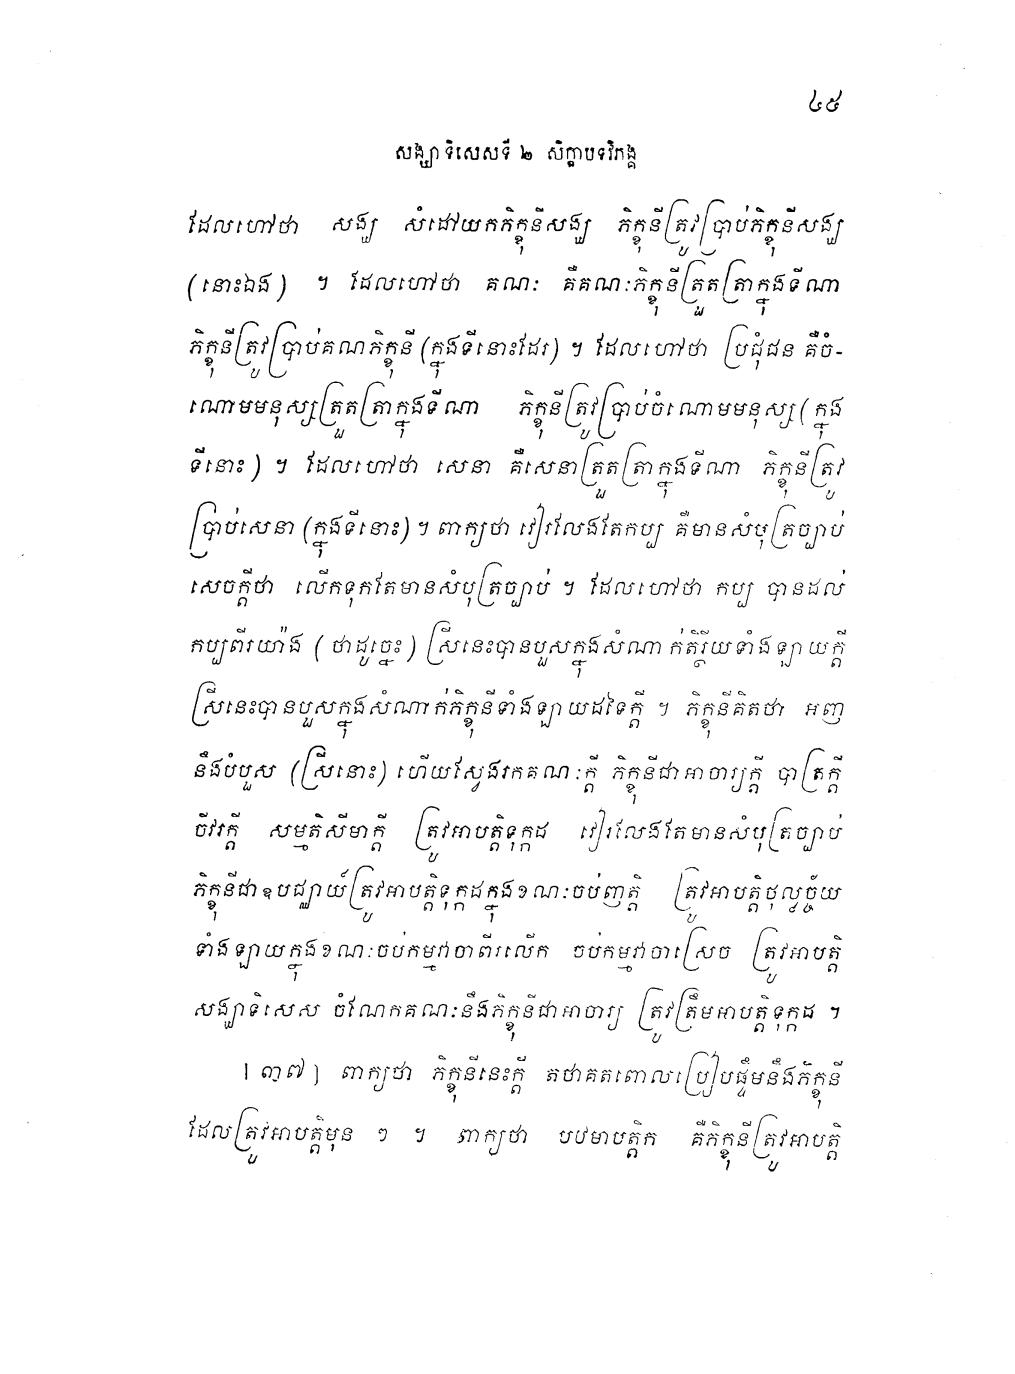 ៤៥
សង្ឃាទិសេសទី ២ សិក្ខាបទវិភង្គ
ដែលហៅថា សង្ឃ សំដៅយកភិក្ខុនីសង្ឃ ភិក្ខុនីត្រូវប្រាប់ភិក្ខុនីសង្ឃ
(នោះឯង) ។ ដែលហៅថា គណៈ គឺគណៈភិក្ខុនីត្រួតត្រាក្នុងទីណា
ភិក្ខុនីត្រូវប្រាប់គណភិក្ខុនី (ក្នុងទីនោះដែរ) ។ ដែលហៅថា ប្រជុំជន គឺចំ-
ណោមមនុស្សត្រួតត្រាក្នុងទីណា ភិក្ខុនីត្រូវប្រាប់ចំណោមមនុស្ស (ក្នុង
ទីនោះ) ។ ដែលហៅថា សេនា គឺសេនាត្រួតត្រាក្នុងទីណា ភិក្ខុនីត្រូវ
ប្រាប់សេនា (ក្នុងទីនោះ) ។ ពាក្យថា វៀរលែងតែកប្ប គឺមានសំបុត្រច្បាប់
សេចក្តីថា លើកទុកតែមានសំបុត្រច្បាប់ ។ ដែលហៅថា កប្ប បានដល់
កប្បពីរយ៉ាង (ថាដូច្នេះ) ស្រីនេះបានបួសក្នុងសំណាក់តិរ្ថិយទាំងឡាយក្តី
ស្រីនេះបានបួសក្នុងសំណាក់ភិក្ខុនីទាំងឡាយដទៃក្តី ។ ភិក្ខុនីគិតថា អញ
នឹងបំបួស (ស្រីនោះ) ហើយស្វែងរកគណៈក្តី ភិក្ខុនីជាអាចារ្យក្តី បាត្រក្តី
ចីវរក្តី សម្មតិសីមាក្តី ត្រូវអាបត្តិទុក្កដ វៀរលែងតែមានសំបុត្រច្បាប់
ភិក្ខុនីជាឧបជ្ឈាយ៍ត្រូវអាបត្តិទុក្កដក្នុងខណៈចប់ញត្តិ ត្រូវអាបត្តិថុល្លច្ច័យ
ទាំងឡាយក្នុងខណៈចប់កម្មវាចាពីរលើក ចប់កម្មវាចាស្រេច ត្រូវអាបត្តិ
សង្ឃាទិសេស ចំណែកគណៈនឹងភិក្ខុនីជាអាចារ្យ ត្រូវត្រឹមអាបត្តិទុក្កដ ។
[៣៧] ពាក្យថា ភិក្ខុនីនេះក្តី តថាគតពោលប្រៀបផ្ទឹមនឹងភិក្ខុនី
ដែលត្រូវអាបត្តិមុន ៗ ។ ពាក្យថា បឋមាបត្តិក គឺភិក្ខុនីត្រូវអាបត្តិ